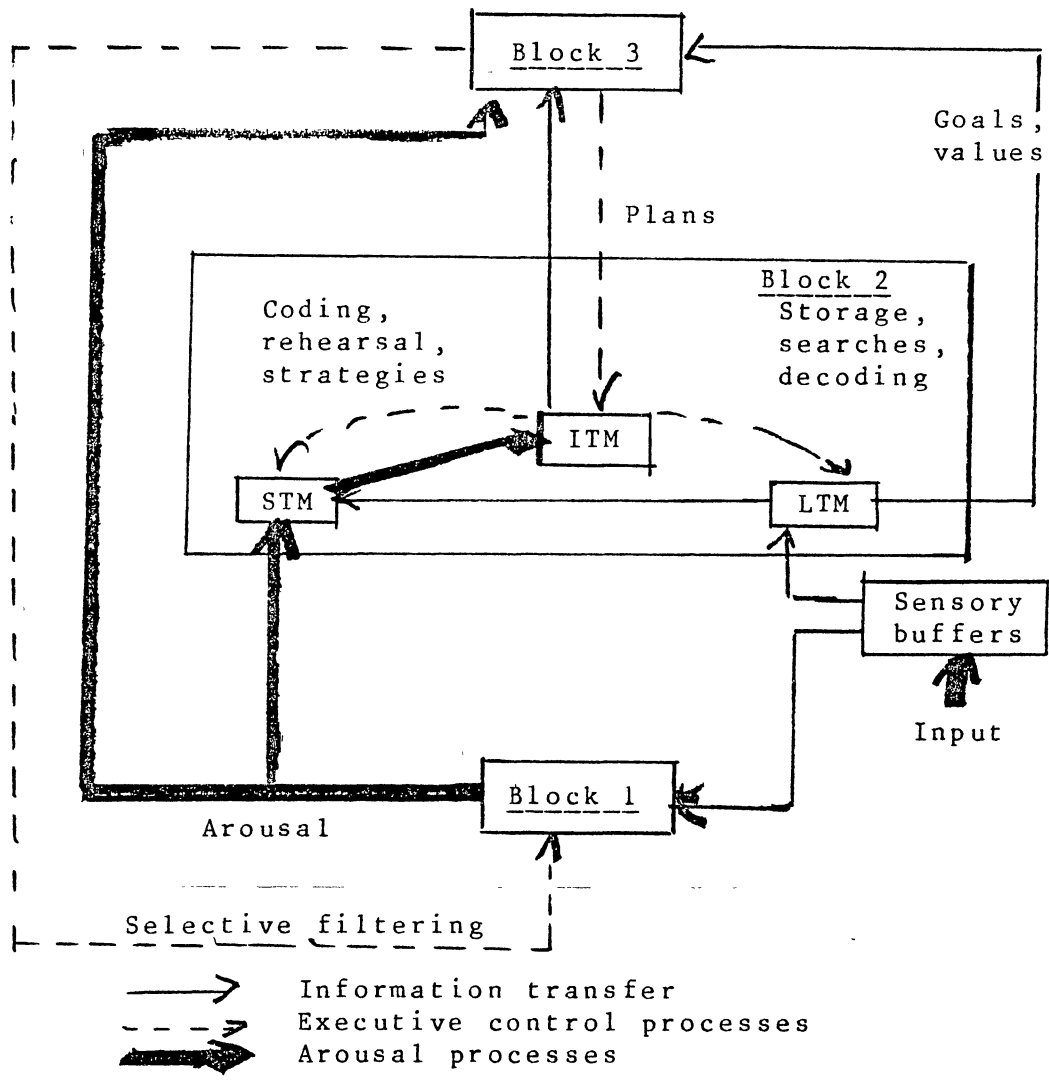 Block 3
Goals,
values
Plans
Block 2
Storage,
searches,
decoding
Coding,
rehearsal,
strategies
ITM
STM
LTM
Sensory
buffers
Input
Block 1
Arousal
Selective filtering
Information transfer
Executive control processes
Arousal processes